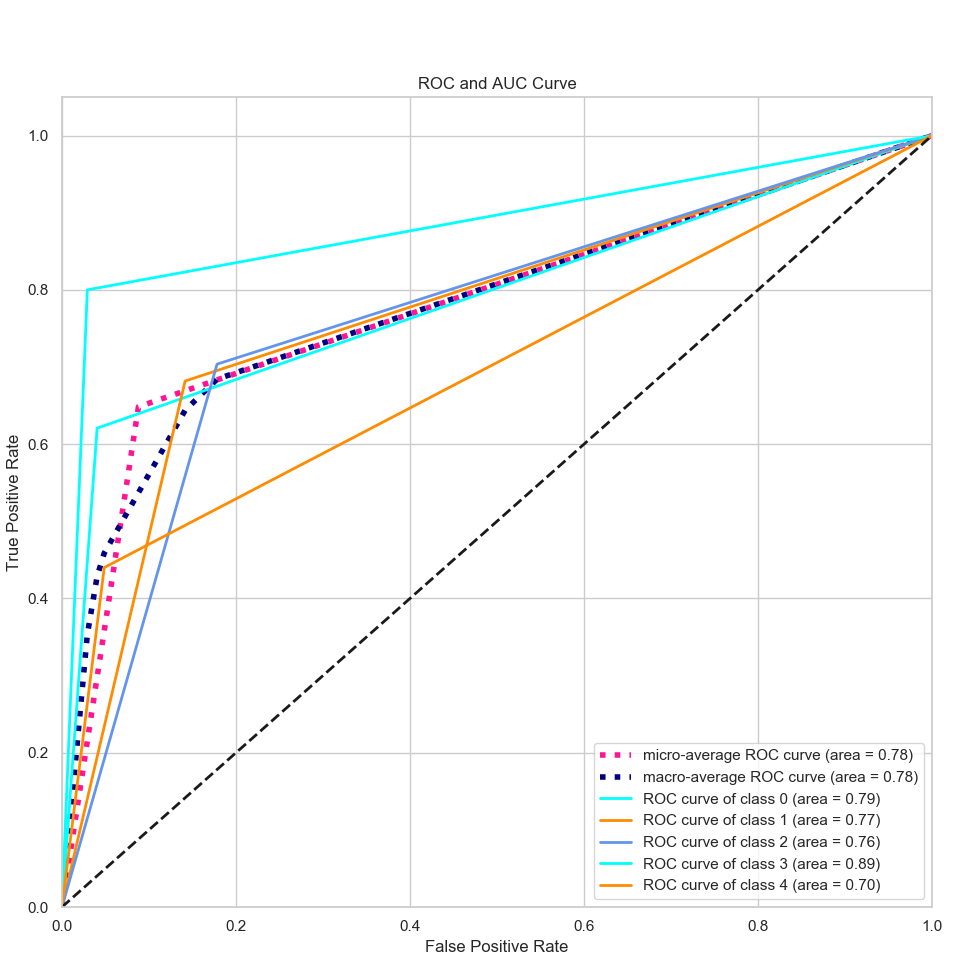 ROC and AUC Curve
True Positive Rate
1.0
0.8
0.6
0.4
0.2
0.0
micro-average ROC curve (area = 0.78)
macro-average ROC curve (area = 0.78)
ROC curve of class 0 (area = 0.79)
ROC curve of class 1 (area = 0.77)
ROC curve of class 2 (area = 0.76)
ROC curve of class 3 (area = 0.89)
ROC curve of class 4 (area = 0.70)
0.0 0.2 0.4 0.6 0.8 1.0
False Positive Rate